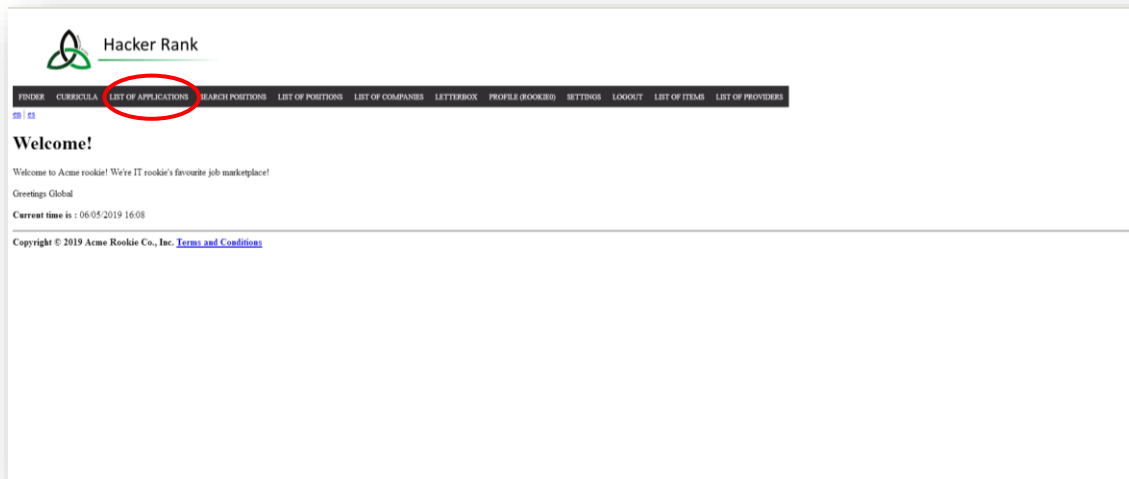 Hacker Rank
FINDER CURRICULA LIST OF APPLICATIONS SEARCH POSITIONS LIST OF POSITIONS LIST OF COMPANIES LETTERBOX PROFILE (ROOKIE0) SETTINGS LOGOUT LIST OF ITEMS LIST OF PROVIDERS
en | es
Welcome!
Welcome to Acme rookie! We're IT rookie's favourite job marketplace!
Greetings Global
Current time is : 06/05/2019 16:08
Copyright © 2019 Acme Rookie Co., Inc. Terms and Conditions